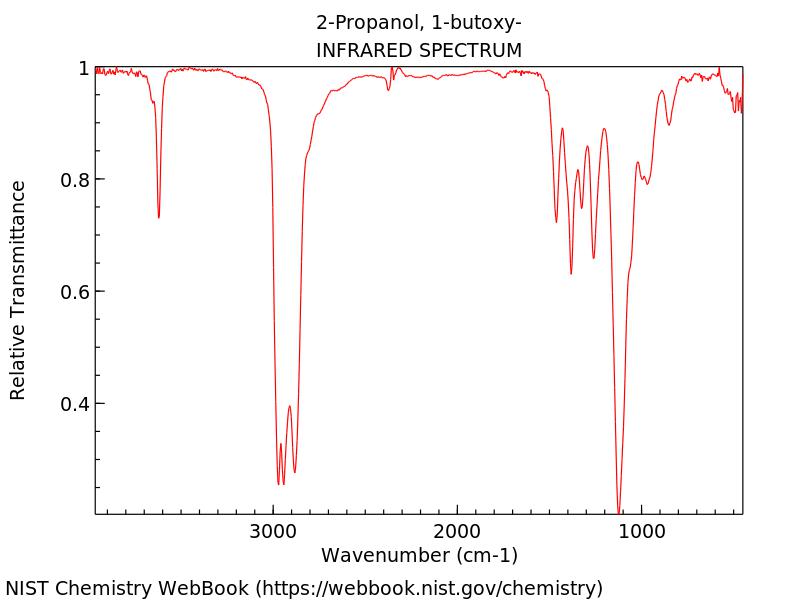 2-Propanol, 1-butoxy-
INFRARED SPECTRUM
1
0.8
0.6
0.4
Relative Transmittance
3000 2000 1000
Wavenumber (cm-1)
NIST Chemistry WebBook (https://webbook.nist.gov/chemistry)